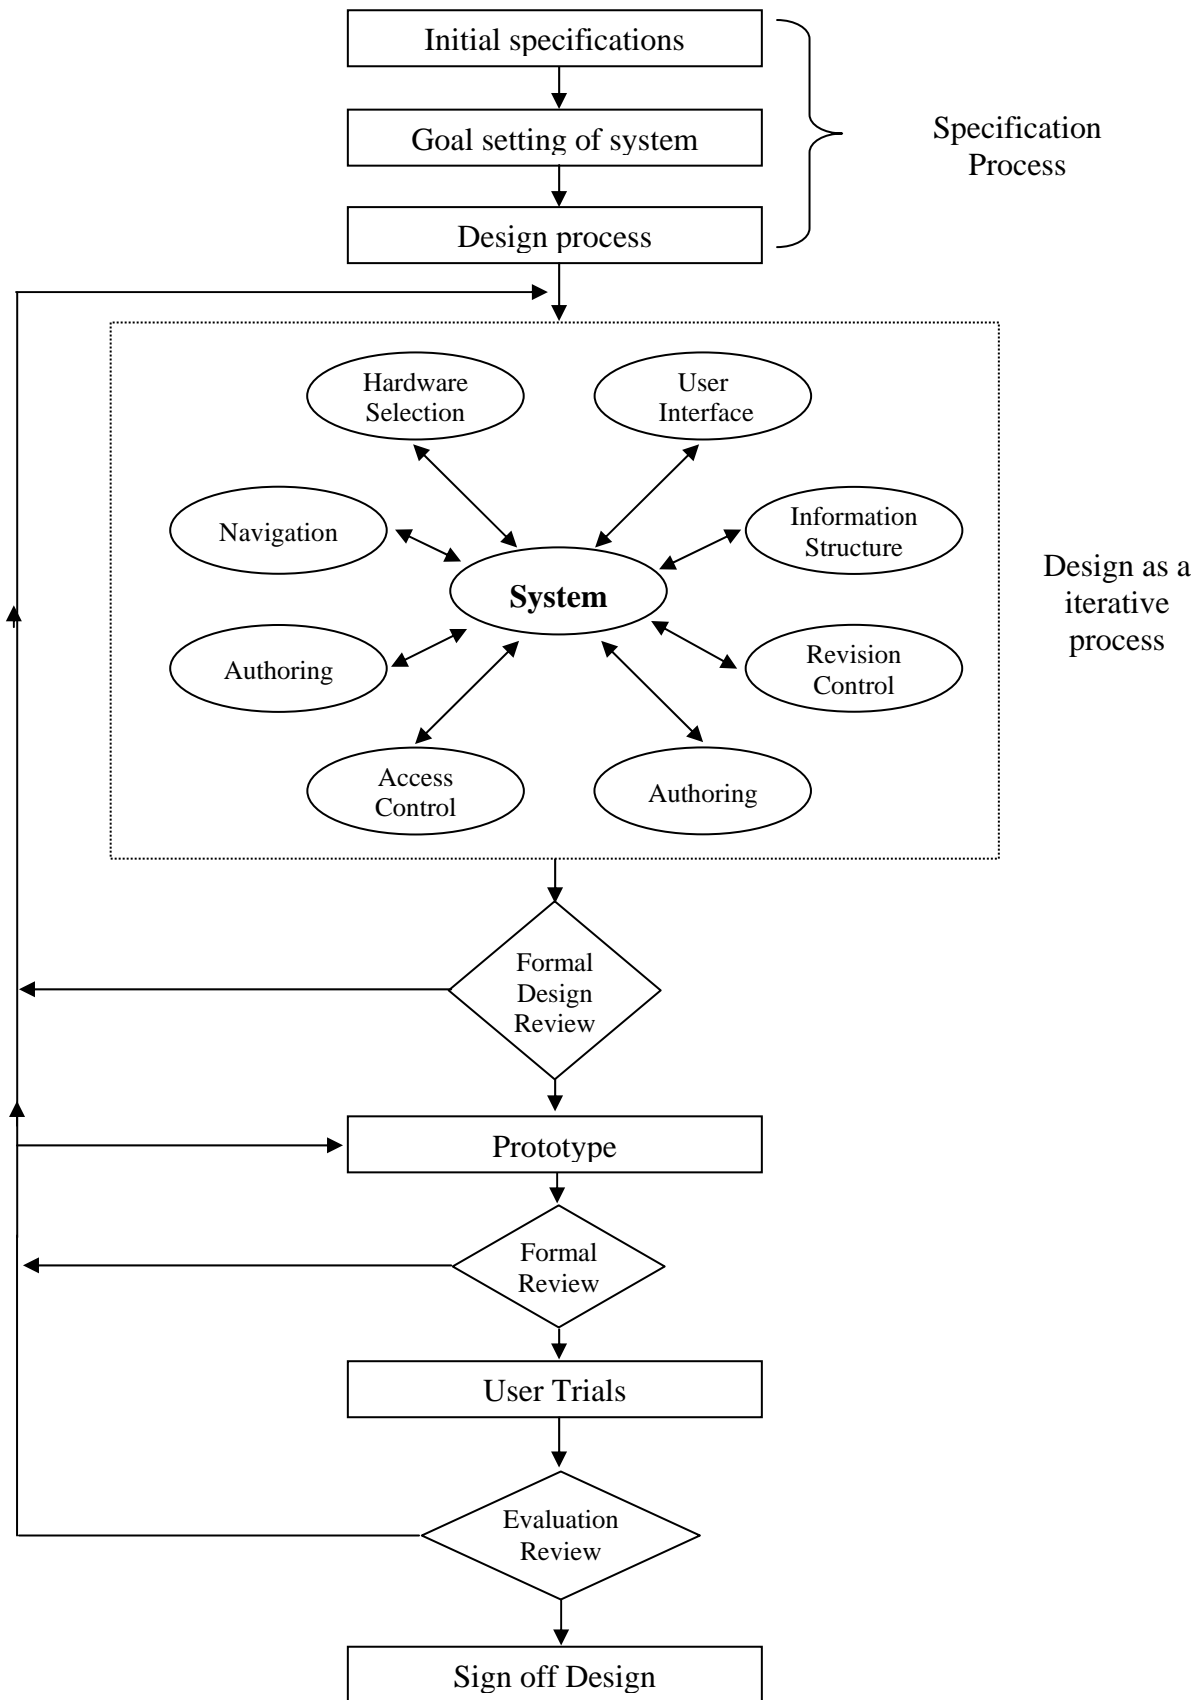 Initial specifications
Goal setting of system
Specification
Process
Design process
Hardware
Selection
User
Interface
Navigation
Information
Structure
System
Design as a
iterative
process
Authoring
Revision
Control
Access
Control
Authoring
Formal
Design
Review
Prototype
Formal
Review
User Trials
Evaluation
Review
Sign off Design